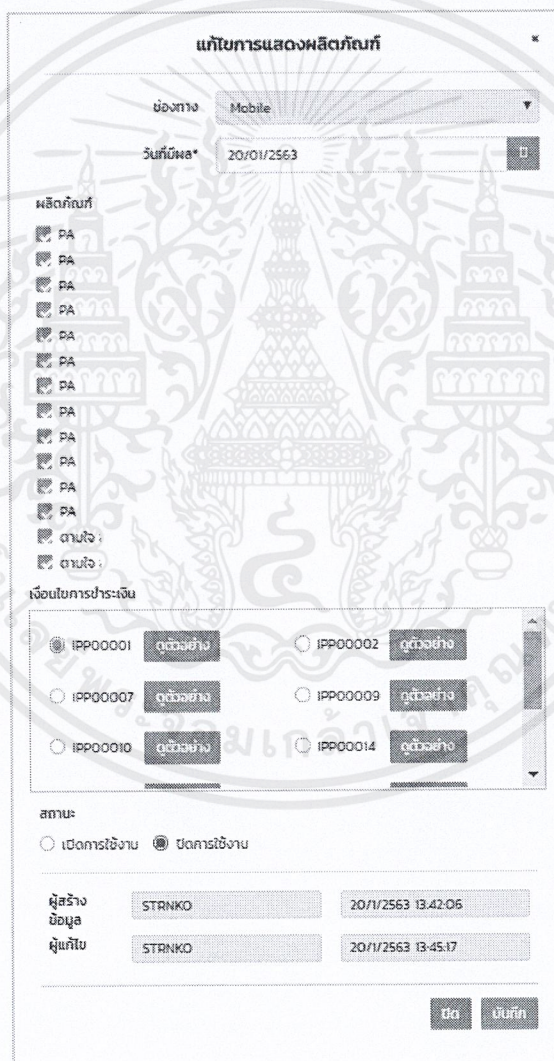 แก้ไขการแสดงผลิตภัณฑ์
ช่องทาง Mobile
วันที่มีผล* 20/01/2563
ผลิตภัณฑ์
PA
PA
PA
PA
PA
PA
PA
PA
PA
PA
PA
PA
ตามใจ
ตามใจ
เงื่อนไขการชำระเงิน
IPP00001 ดูตัวอย่าง IPP00002 ดูตัวอย่าง
IPP00007 ดูตัวอย่าง IPP00009 ดูตัวอย่าง
IPP00010 ดูตัวอย่าง IPP00014 ดูตัวอย่าง
สถานะ
เปิดการใช้งาน ปิดการใช้งาน
ผู้สร้าง
ข้อมูล STRNKO 20/1/2563 13:42:06
ผู้แก้ไข STRNKO 20/1/2563 13:45:17
ปิด บันทึก